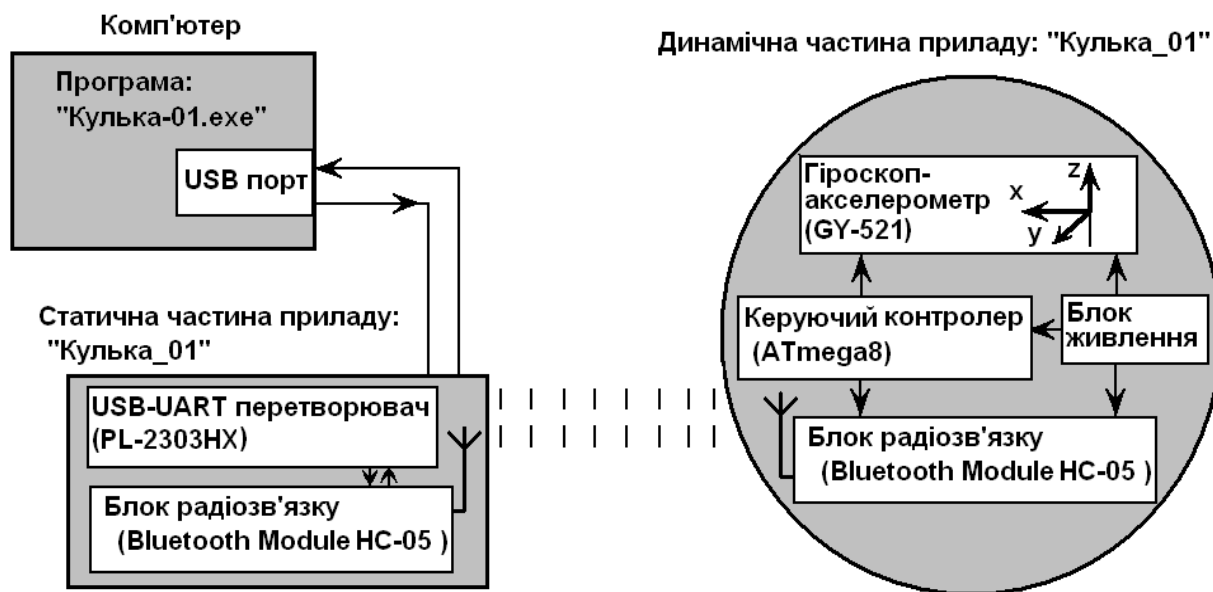 Комп'ютер
Програма:
"Кулька-01.exe"
USB порт
Статична частина приладу:
"Кулька_01"
USB-UART перетворювач
(PL-2303HX)
Блок радіозв'язку
(Bluetooth Module HC-05 )
Динамічна частина приладу: "Кулька_01"
Гіроскоп-
акселерометр
(GY-521)
z
x
y
Керуючий контролер
(ATmega8)
Блок
живлення
Блок радіозв'язку
(Bluetooth Module HC-05 )